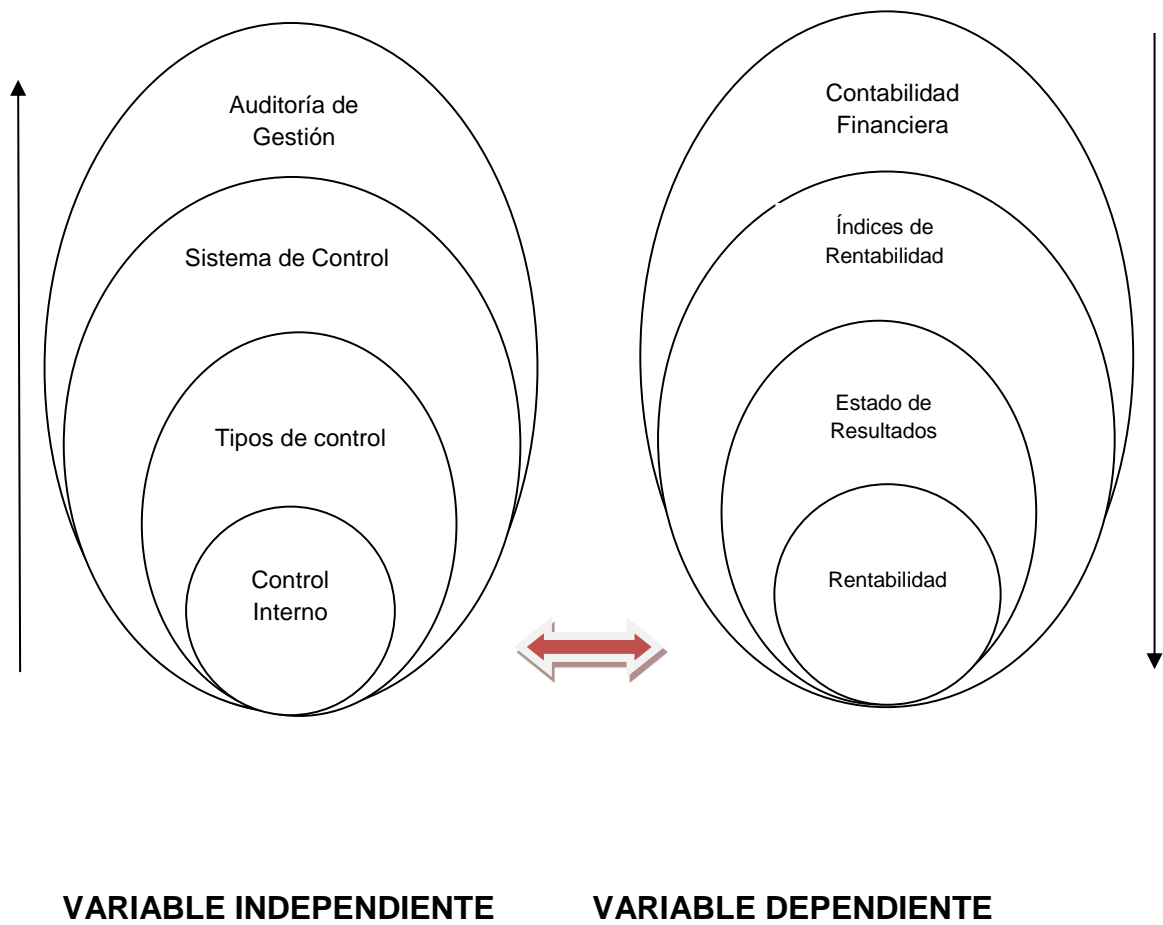 Auditoría de
Gestión
Sistema de Control
Tipos de control
Control
Interno
Contabilidad
Financiera
Índices de
Rentabilidad
Estado de
Resultados
Rentabilidad
VARIABLE INDEPENDIENTE
VARIABLE DEPENDIENTE